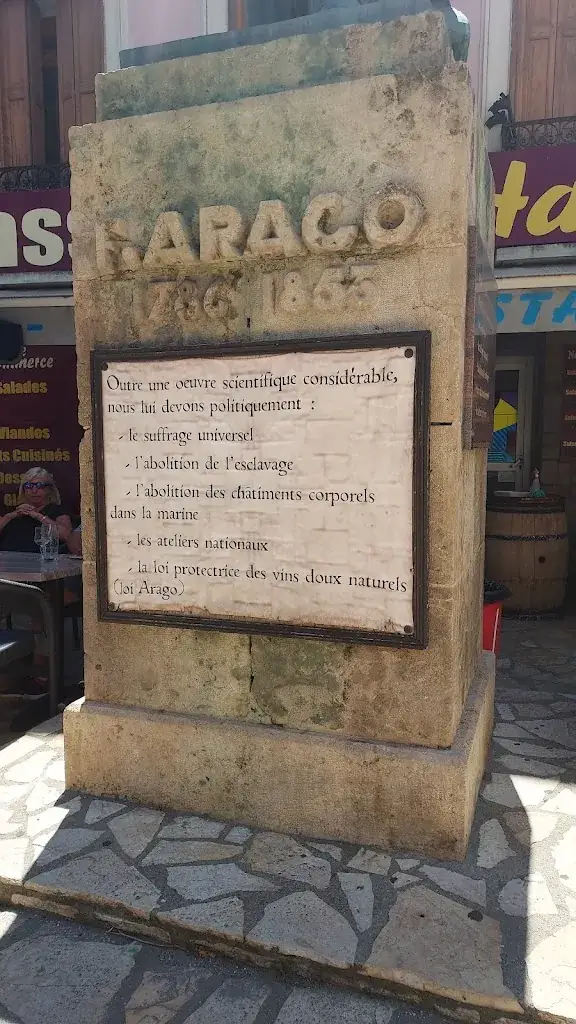 F. ARAGO
1786 1853
Outre une oeuvre scientifique considérable,
nous lui devons politiquement :
- le suffrage universel
- l'abolition de l'esclavage
- l'abolition des châtiments corporels
dans la marine
- les ateliers nationaux
- la loi protectrice des vins doux naturels
(loi Arago)
Salades